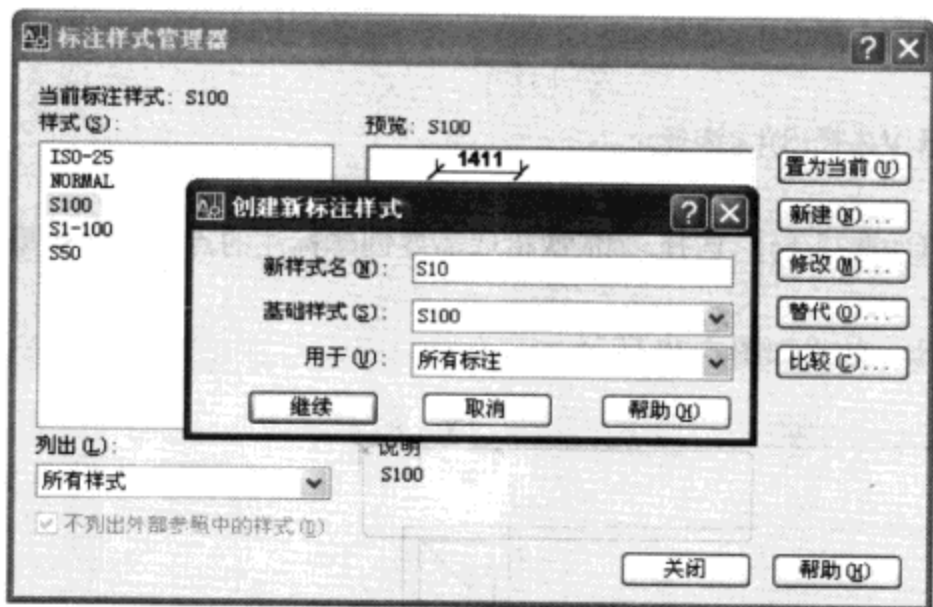 标注样式管理器
当前标注样式: S100
样式(S):
预览: S100
ISO-25
NORMAL
S100
S1-100
S50
1411
置为当前(U)
新建(N)...
修改(M)...
替代(O)...
比较(C)...
创建新标注样式
新样式名(N):
S10
基础样式(S):
S100
用于(U):
所有标注
继续
取消
帮助(H)
列出(L):
所有样式
不列出外部参照中的样式(D)
说明
S100
关闭
帮助(H)